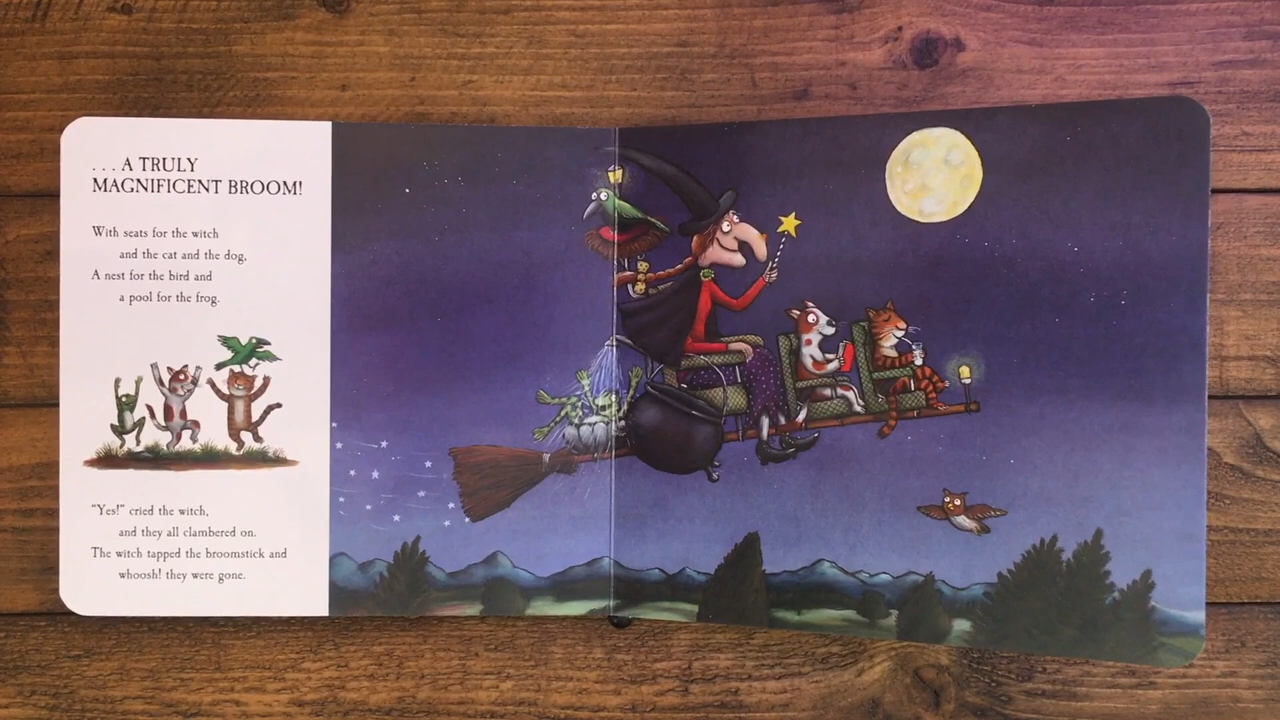 . . . A TRULY
MAGNIFICENT BROOM!
With seats for the witch
and the cat and the dog,
A nest for the bird and
a pool for the frog.
“Yes!” cried the witch,
and they all clambered on.
The witch tapped the broomstick and
whoosh! they were gone.